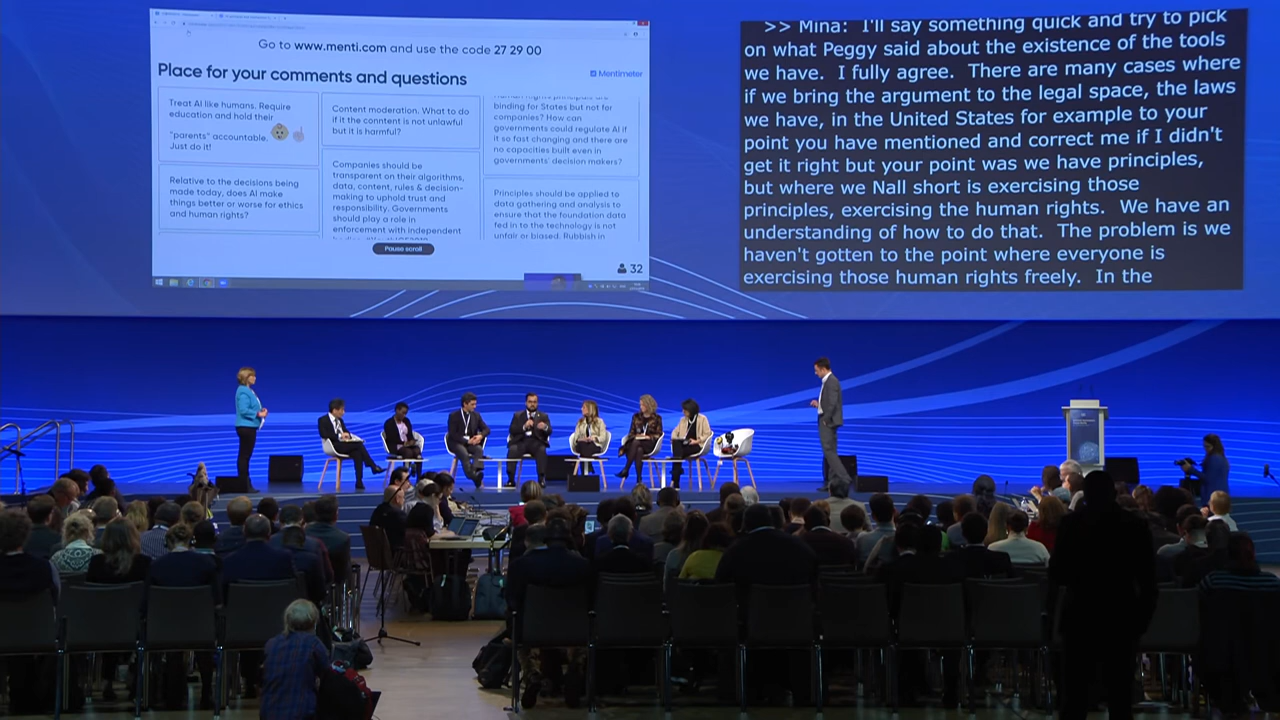 Go to www.menti.com and use the code 27 29 00
Place for your comments and questions
Mentimeter
Treat AI like humans. Require
education and hold their
"parents" accountable.
Just do it!
Relative to the decisions being
made today, does AI make
things better or worse for ethics
and human rights?
Content moderation. What to do
if it the conntent is not unlawful
but it is harmful?
Companies should be
transparent on their algorithms,
data, content, rules & decision-
making to uphold trust and
responsibility. Governments
should play a role in
enforcement with independent
binding for States but not for
companies? How can
governments could regulate AI if
it so fast changing and there are
no capacities built even in
governments' decision makers?
Principles should be applied to
data gathering and analysis to
ensure that the foundation data
fed in to the technology is not
unfair or biased. Rubbish in
Pause scroll
32
>> Mina: I'll say something quick and try to pick
on what Peggy said about the existence of the tools
we have. I fully agree. There are many cases where
if we bring the argument to the legal space, the laws
we have, in the United States for example to your
point you have mentioned and correct me if I didn't
get it right but your point was we have principles,
but where we Nall short is exercising those
principles, exercising the human rights. We have an
understanding of how to do that. The problem is we
haven't gotten to the point where everyone is
exercising those human rights freely. In the